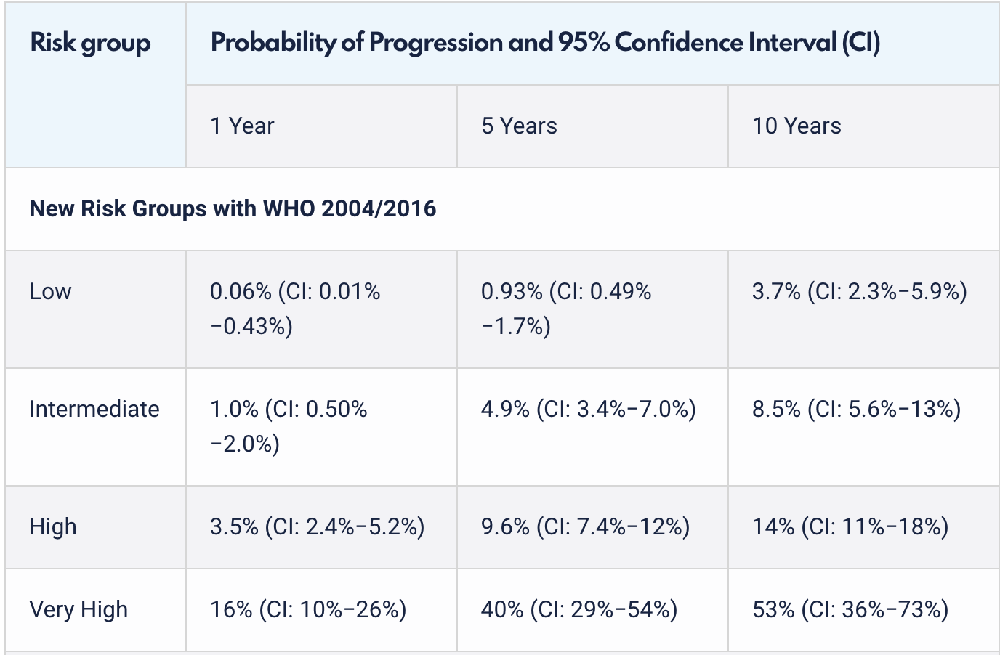 Risk group
Probability of Progression and 95% Confidence Interval (CI)
1 Year
5 Years
10 Years
New Risk Groups with WHO 2004/2016
Low
0.06% (CI: 0.01%
−0.43%)
0.93% (CI: 0.49%
−1.7%)
3.7% (CI: 2.3%−5.9%)
Intermediate
1.0% (CI: 0.50%
−2.0%)
4.9% (CI: 3.4%−7.0%)
8.5% (CI: 5.6%−13%)
High
3.5% (CI: 2.4%−5.2%)
9.6% (CI: 7.4%−12%)
14% (CI: 11%−18%)
Very High
16% (CI: 10%−26%)
40% (CI: 29%−54%)
53% (CI: 36%−73%)